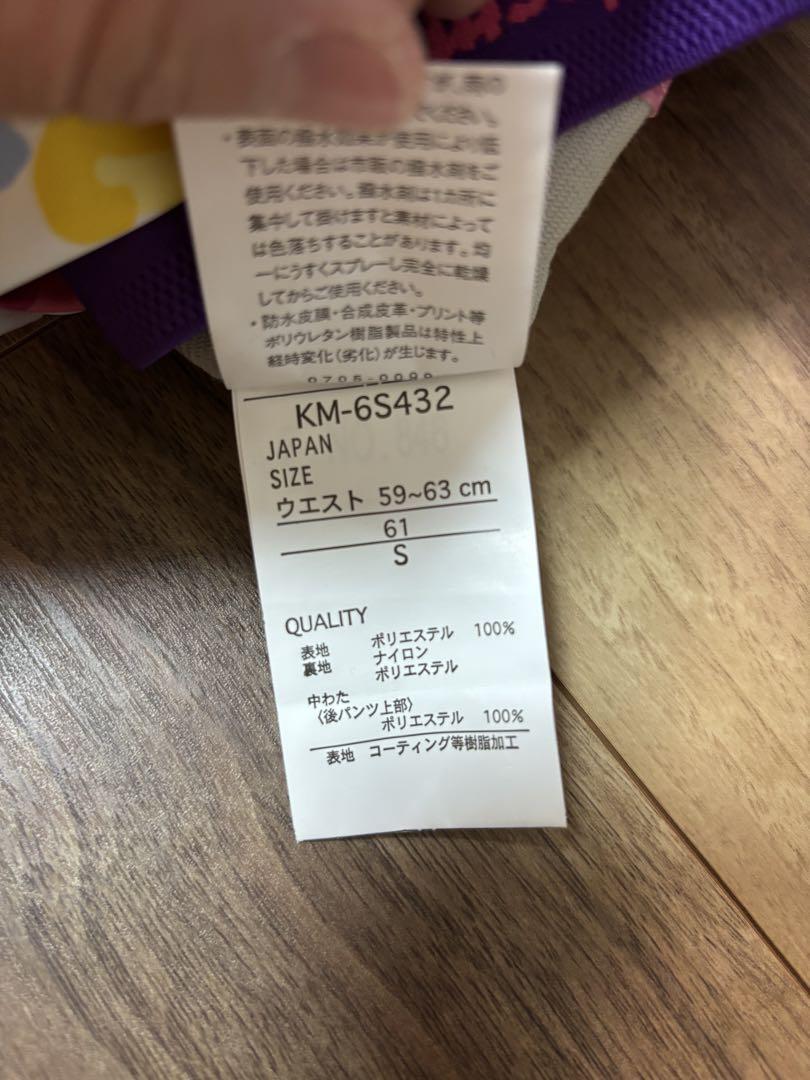 ください。
・表面の撥水効果が使用により低
下した場合は市販の撥水剤をご
使用ください。撥水剤は1カ所に
集中して掛けますと素材によって
は色落ちすることがあります。均
一にうすくスプレーし完全に乾燥
してからご使用ください。
・防水皮膜・合成皮革・プリント等
ポリウレタン樹脂製品は特性上
経時変化(劣化)が生じます。
KM-6S432
JAPAN
SIZE
ウエスト 59~63 cm
61
S
QUALITY
表地 ポリエステル 100%
裏地 ナイロン
ポリエステル
中わた
〈後パンツ上部〉
ポリエステル 100%
表地 コーティング等樹脂加工